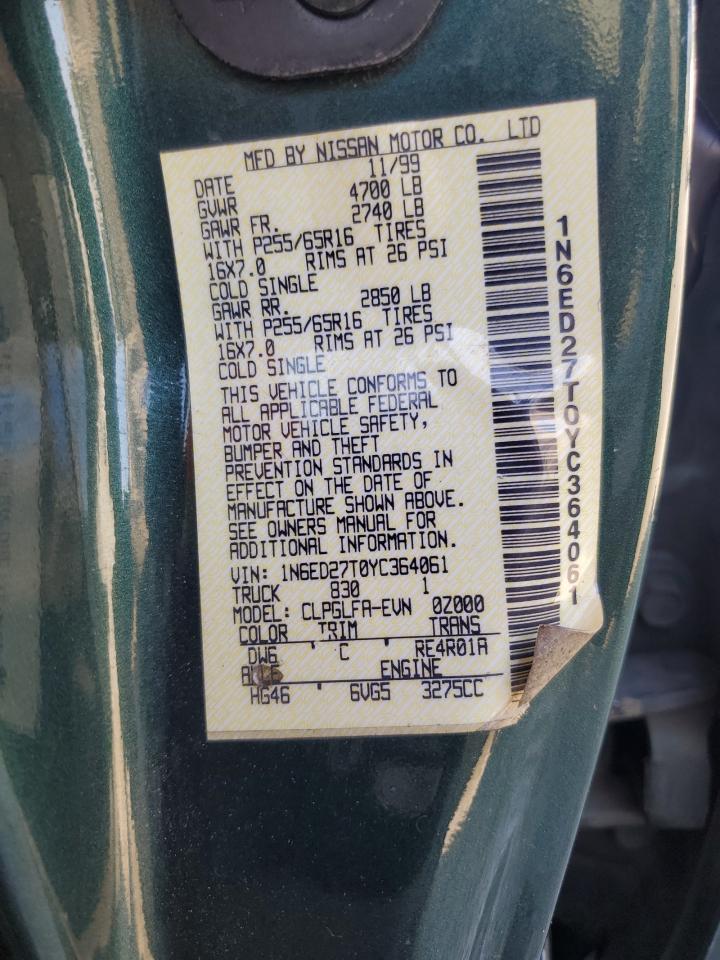 MFD BY NISSAN MOTOR CO. LTD
DATE 11/99
GVWR 4700 LB
GAWR FR. 2740 LB
WITH P255/65R16 TIRES
16X7.0 RIMS AT 26 PSI
COLD SINGLE
GAWR RR. 2850 LB
WITH P255/65R16 TIRES
16X7.0 RIMS AT 26 PSI
COLD SINGLE
THIS VEHICLE CONFORMS TO
ALL APPLICABLE FEDERAL
MOTOR VEHICLE SAFETY,
BUMPER AND THEFT
PREVENTION STANDARDS IN
EFFECT ON THE DATE OF
MANUFACTURE SHOWN ABOVE.
SEE OWNERS MANUAL FOR
ADDITIONAL INFORMATION.
VIN: 1N6ED27T0YC364061
TRUCK 830 1
MODEL: CLPGLFA-EVN 0Z000
COLOR TRIM TRANS
DW6 C RE4R01A
ENGINE
HG46 6VG5 3275CC
1N6ED27T0YC364061